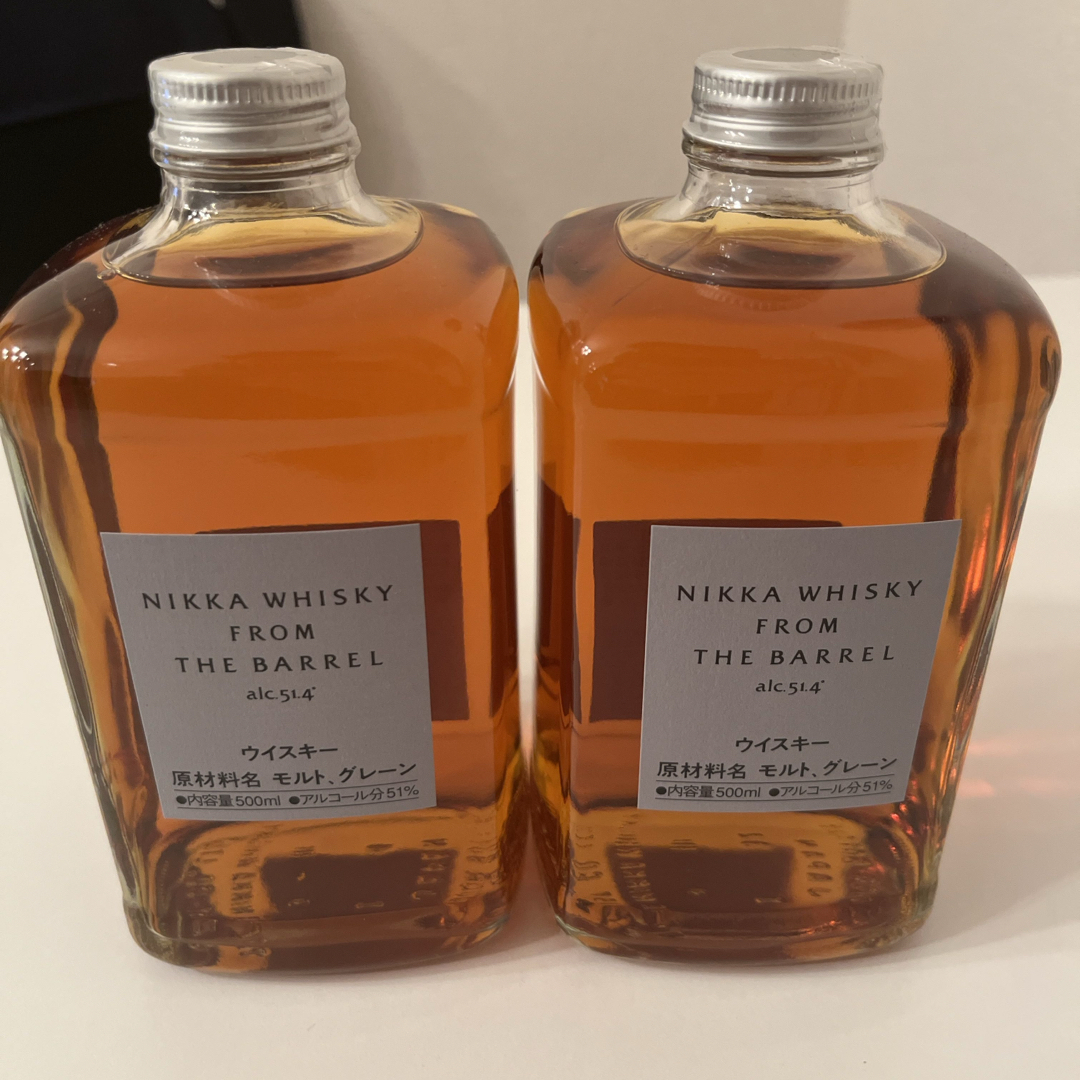 NIKKA WHISKY
FROM
THE BARREL
alc.51.4°
ウイスキー
原材料名 モルト、グレーン
●内容量500ml ●アルコール分51%
NIKKA WHISKY
FROM
THE BARREL
alc.51.4°
ウイスキー
原材料名 モルト、グレーン
●内容量500ml ●アルコール分51%